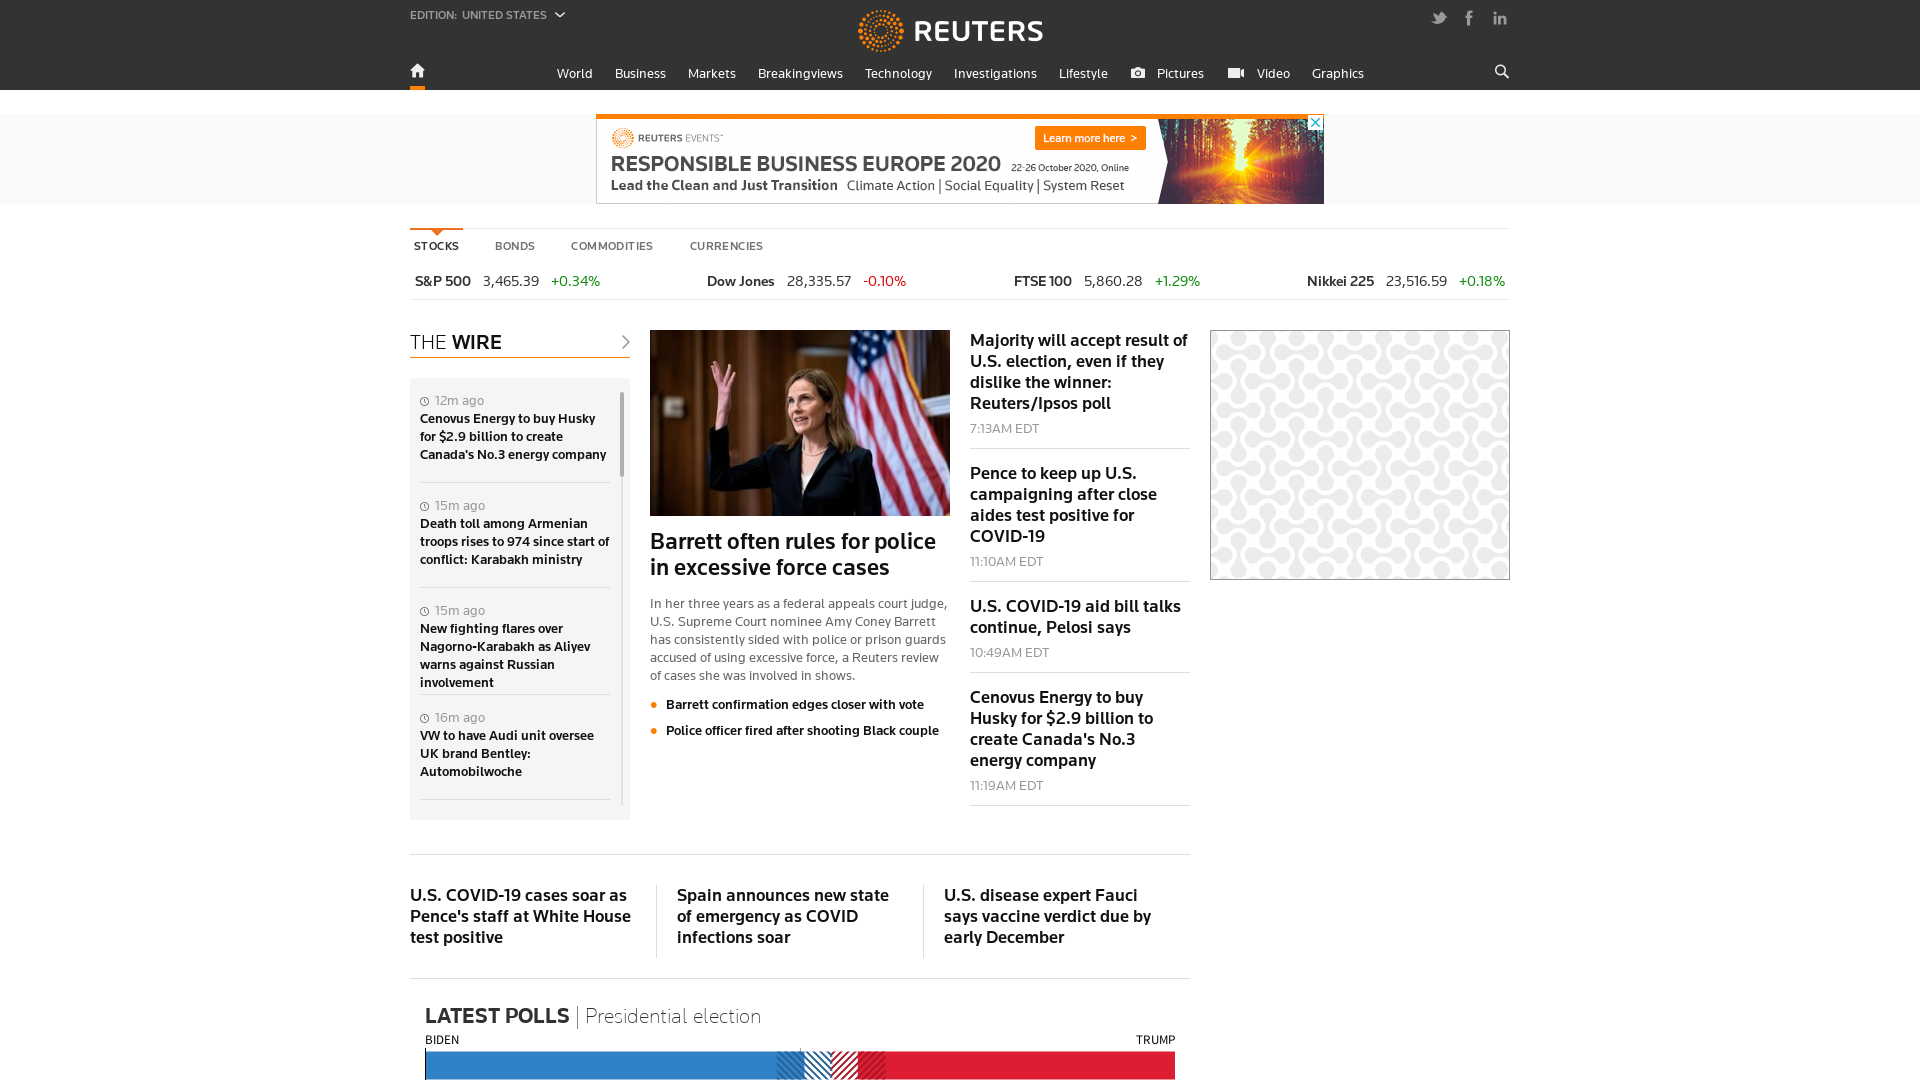 EDITION: UNITED STATES
REUTERS
World Business Markets Breakingviews Technology Investigations Lifestyle Pictures Video Graphics
REUTERS EVENTS™
Learn more here >
RESPONSIBLE BUSINESS EUROPE 2020 22-26 October 2020, Online
Lead the Clean and Just Transition Climate Action | Social Equality | System Reset
STOCKS BONDS COMMODITIES CURRENCIES
S&P 500 3,465.39 +0.34% Dow Jones 28,335.57 -0.10% FTSE 100 5,860.28 +1.29% Nikkei 225 23,516.59 +0.18%
THE WIRE
12m ago
Cenovus Energy to buy Husky
for $2.9 billion to create
Canada's No.3 energy company
15m ago
Death toll among Armenian
troops rises to 974 since start of
conflict: Karabakh ministry
15m ago
New fighting flares over
Nagorno-Karabakh as Aliyev
warns against Russian
involvement
16m ago
VW to have Audi unit oversee
UK brand Bentley:
Automobilwoche
Barrett often rules for police
in excessive force cases
In her three years as a federal appeals court judge,
U.S. Supreme Court nominee Amy Coney Barrett
has consistently sided with police or prison guards
accused of using excessive force, a Reuters review
of cases she was involved in shows.
Barrett confirmation edges closer with vote
Police officer fired after shooting Black couple
Majority will accept result of
U.S. election, even if they
dislike the winner:
Reuters/Ipsos poll
7:13AM EDT
Pence to keep up U.S.
campaigning after close
aides test positive for
COVID-19
11:10AM EDT
U.S. COVID-19 aid bill talks
continue, Pelosi says
10:49AM EDT
Cenovus Energy to buy
Husky for $2.9 billion to
create Canada's No.3
energy company
11:19AM EDT
U.S. COVID-19 cases soar as
Pence's staff at White House
test positive
Spain announces new state
of emergency as COVID
infections soar
U.S. disease expert Fauci
says vaccine verdict due by
early December
LATEST POLLS | Presidential election
BIDEN TRUMP